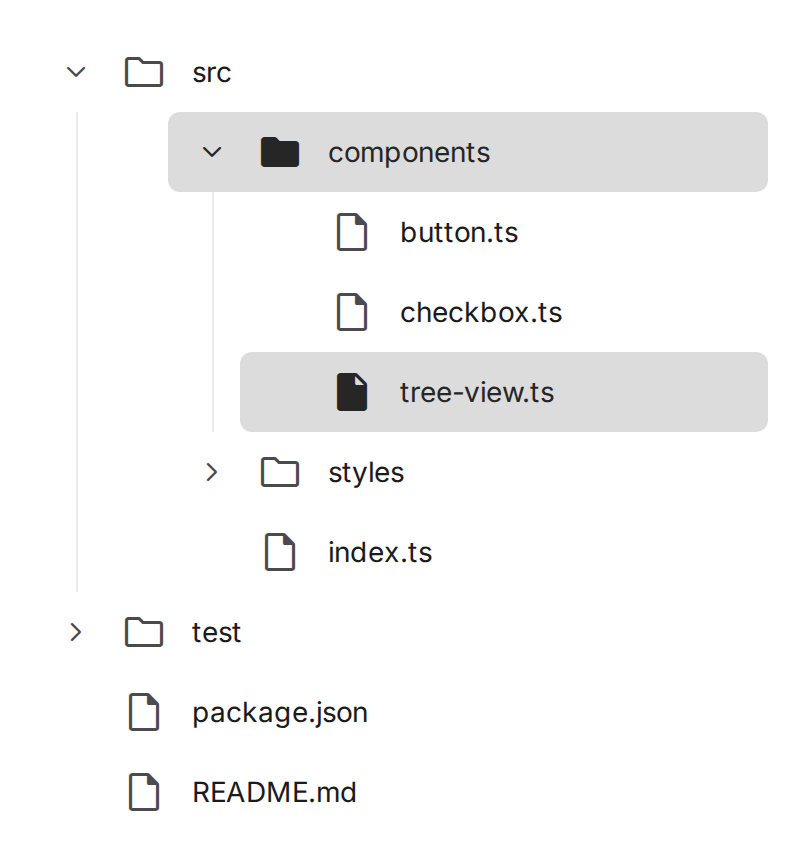 src
components
button.ts
checkbox.ts
tree-view.ts
styles
index.ts
test
package.json
README.md